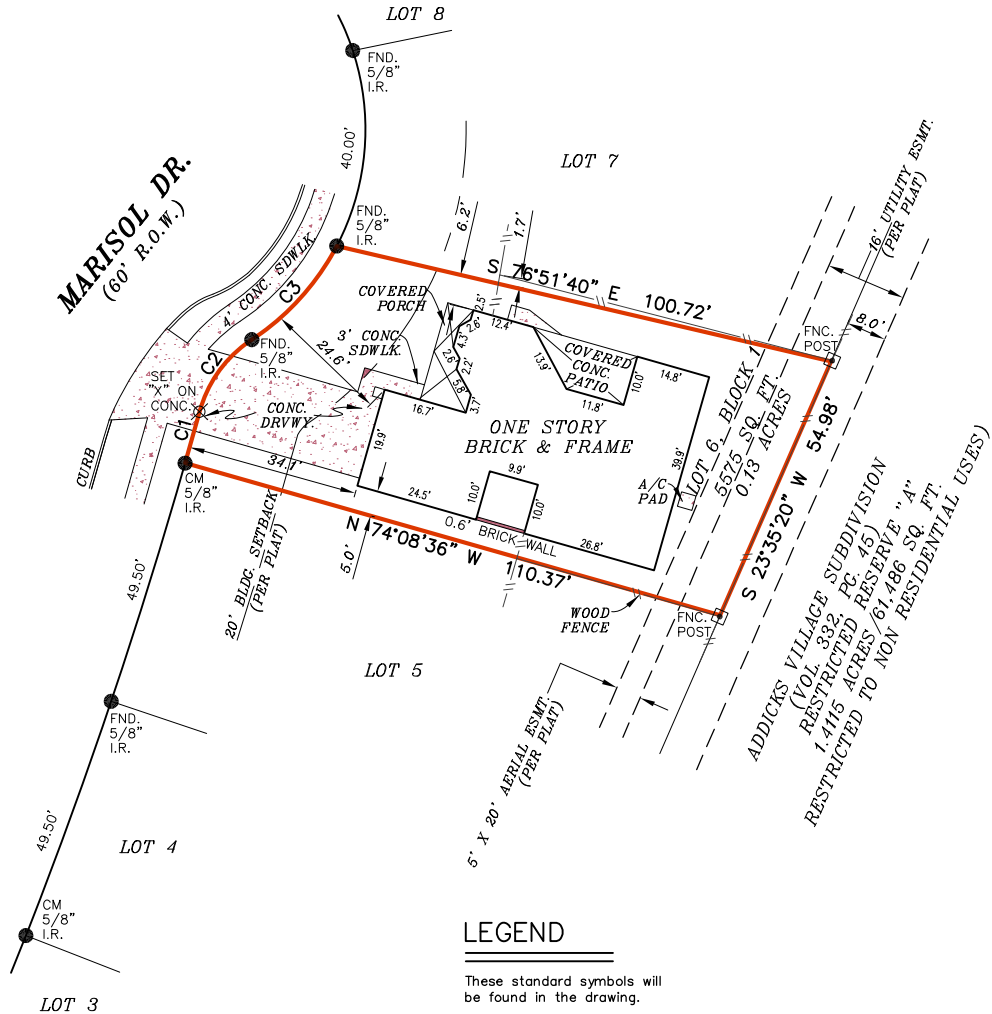 LOT 8
FND.
5/8"
I.R.
40.00'
LOT 7
MARISOL DR.
(60' R.O.W.)
16' UTILITY ESMT.
(PER PLAT)
8.0'
FND.
5/8"
I.R.
6.2'
1.7'
4' CONC. SDWLK
C3
S 76°51'40" E 100.72'
COVERED
PORCH
3' CONC.
SDWLK.
FNC.
POST
FND.
5/8"
I.R.
24.6'
C2
SET
"X" ON
CONC.
CONC.
DRVWY
C1
CURB
2.5'
2.6'
4.3'
2.6'
2.2'
5.8'
3.7'
12.4'
13.9'
COVERED
CONC.
PATIO
11.8'
10.0'
14.8'
16.7'
19.9'
ONE STORY
BRICK & FRAME
39.9'
A/C
PAD
LOT 6, BLOCK 1
5575 SQ. FT.
0.13 ACRES
S 23°35'20" W 54.98'
CM
5/8"
I.R.
34.1'
24.5'
9.9'
10.0'
10.0'
0.6'
BRICK WALL
26.8'
N 74°08'36" W 110.37'
20' BLDG. SETBACK
(PER PLAT)
5.0'
WOOD
FENCE
FNC.
POST
ADDICKS VILLAGE SUBDIVISION
(VOL. 332, PG. 45)
RESTRICTED RESERVE "A"
1.4115 ACRES/61,486 SQ. FT.
RESTRICTED TO NON RESIDENTIAL USES)
49.50'
LOT 5
5' X 20' AERIAL ESMT.
(PER PLAT)
FND.
5/8"
I.R.
49.50'
LOT 4
CM
5/8"
I.R.
LOT 3
LEGEND
These standard symbols will
be found in the drawing.